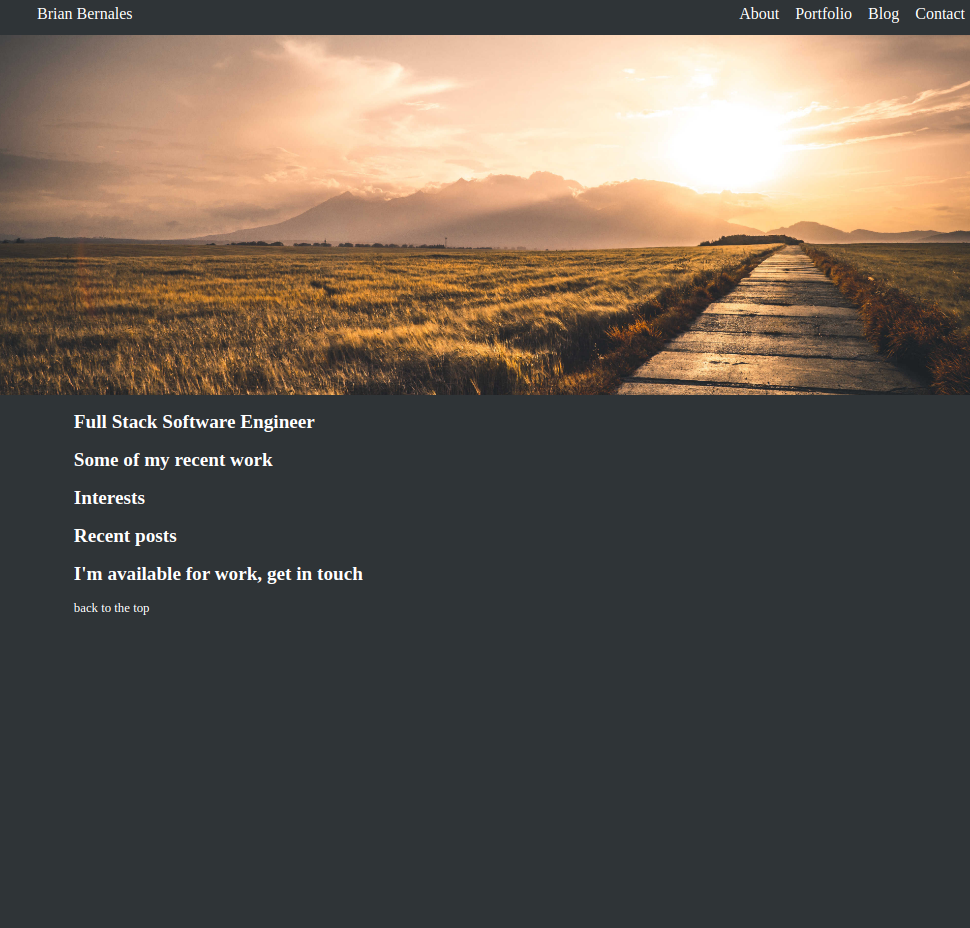 Brian Bernales About Portfolio Blog Contact
Full Stack Software Engineer
Some of my recent work
Interests
Recent posts
I'm available for work, get in touch
back to the top